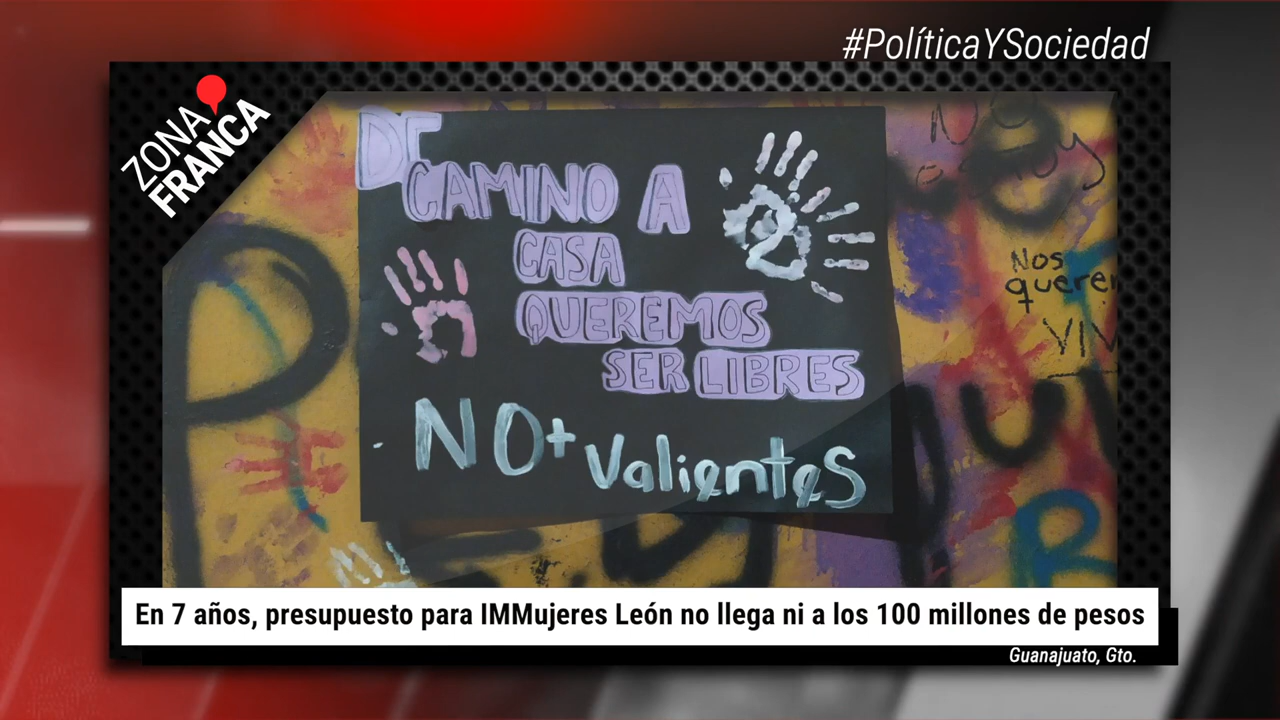 #PolíticaYSociedad
ZONA
FRANCA
DE
CAMINO A
CASA
QUEREMOS
SER LIBRES
NO+ Valientes
Nos
VIV
En 7 años, presupuesto para IMMujeres León no llega ni a los 100 millones de pesos
Guanajuato, Gto.